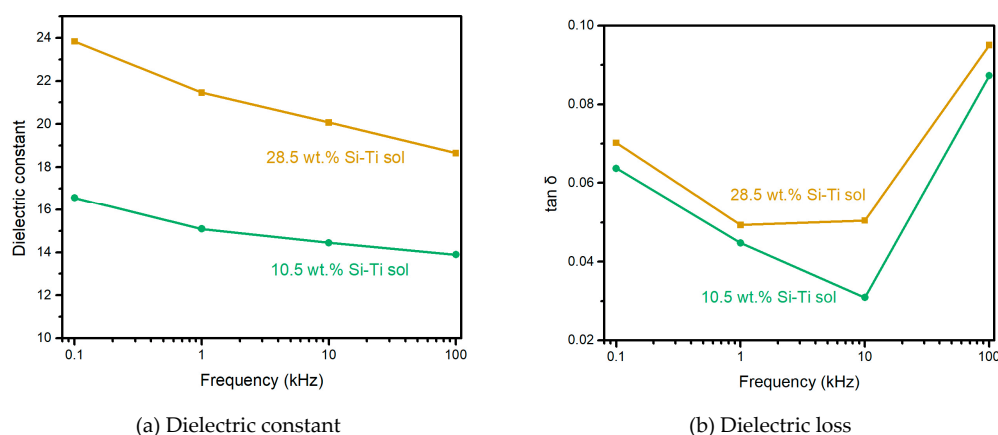 24
22
20
18
16
14
12
10
Dielectric constant
28.5 wt.% Si-Ti sol
10.5 wt.% Si-Ti sol
0.1 1 10 100
Frequency (kHz)
(a) Dielectric constant
0.10
0.08
0.06
0.04
0.02
tan δ
28.5 wt.% Si-Ti sol
10.5 wt.% Si-Ti sol
0.1 1 10 100
Frequency (kHz)
(b) Dielectric loss